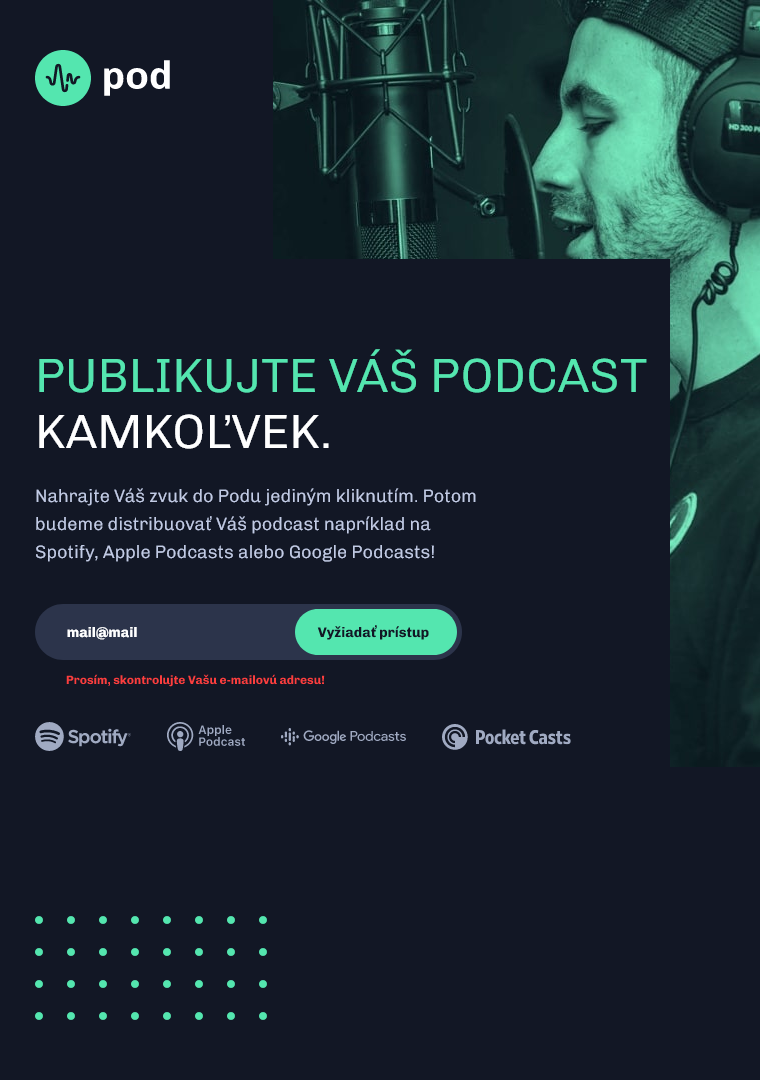 pod
HD 300 P
PUBLIKUJTE VÁŠ PODCAST
KAMKOĽVEK.
Nahrajte Váš zvuk do Podu jediným kliknutím. Potom
budeme distribuovať Váš podcast napríklad na
Spotify, Apple Podcasts alebo Google Podcasts!
mail@mail
Vyžiadať prístup
Prosím, skontrolujte Vašu e-mailovú adresu!
Spotify
Apple
Podcast
Google Podcasts
Pocket Casts